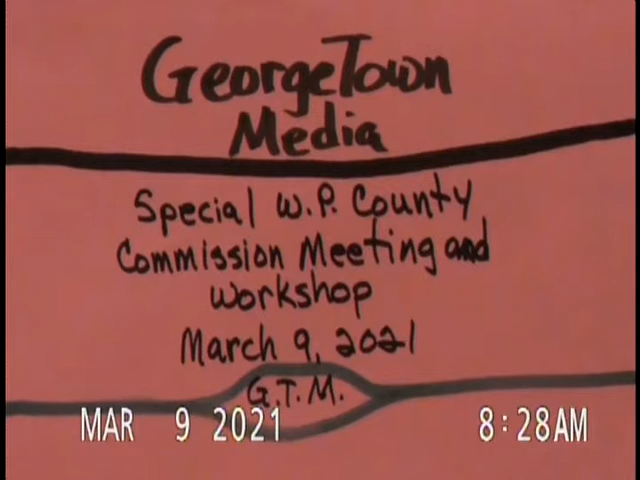 GeorgeTown
Media
Special W.P. County
Commission Meeting and
Workshop
March 9, 2021
G.T.M.
MAR 9 2021 8:28AM